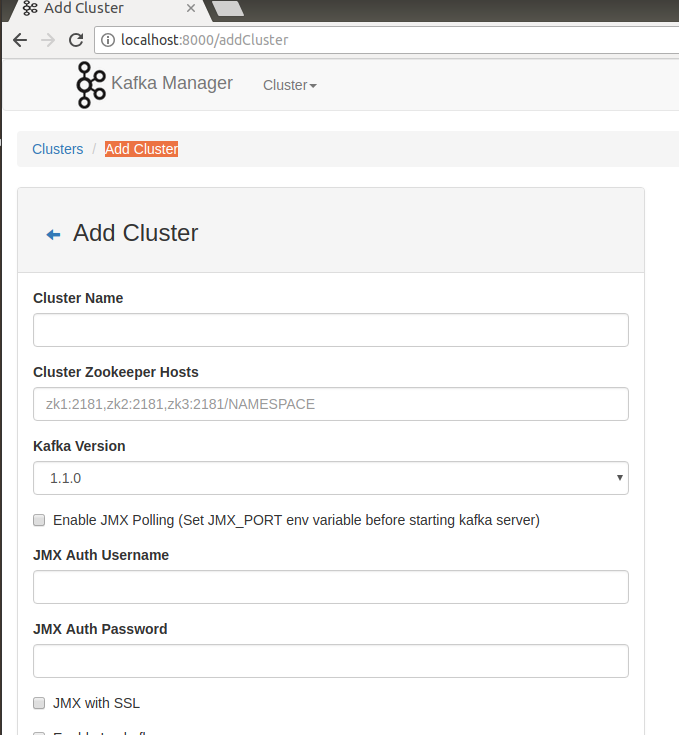 Add Cluster
localhost:8000/addCluster
Kafka Manager Cluster
Clusters / Add Cluster
Add Cluster
Cluster Name
Cluster Zookeeper Hosts
zk1:2181,zk2:2181,zk3:2181/NAMESPACE
Kafka Version
1.1.0
Enable JMX Polling (Set JMX_PORT env variable before starting kafka server)
JMX Auth Username
JMX Auth Password
JMX with SSL